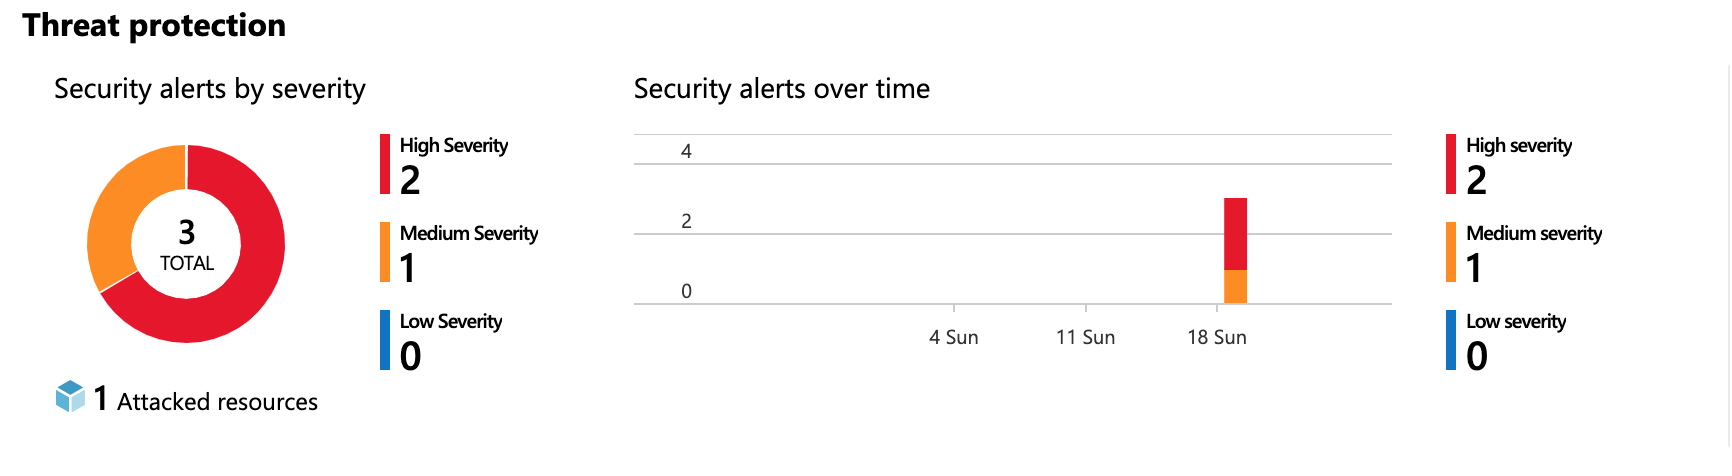 Threat protection
Security alerts by severity
3
TOTAL
High Severity
2
Medium Severity
1
Low Severity
0
1 Attacked resources
Security alerts over time
4
2
0
4 Sun 11 Sun 18 Sun
High severity
2
Medium severity
1
Low severity
0